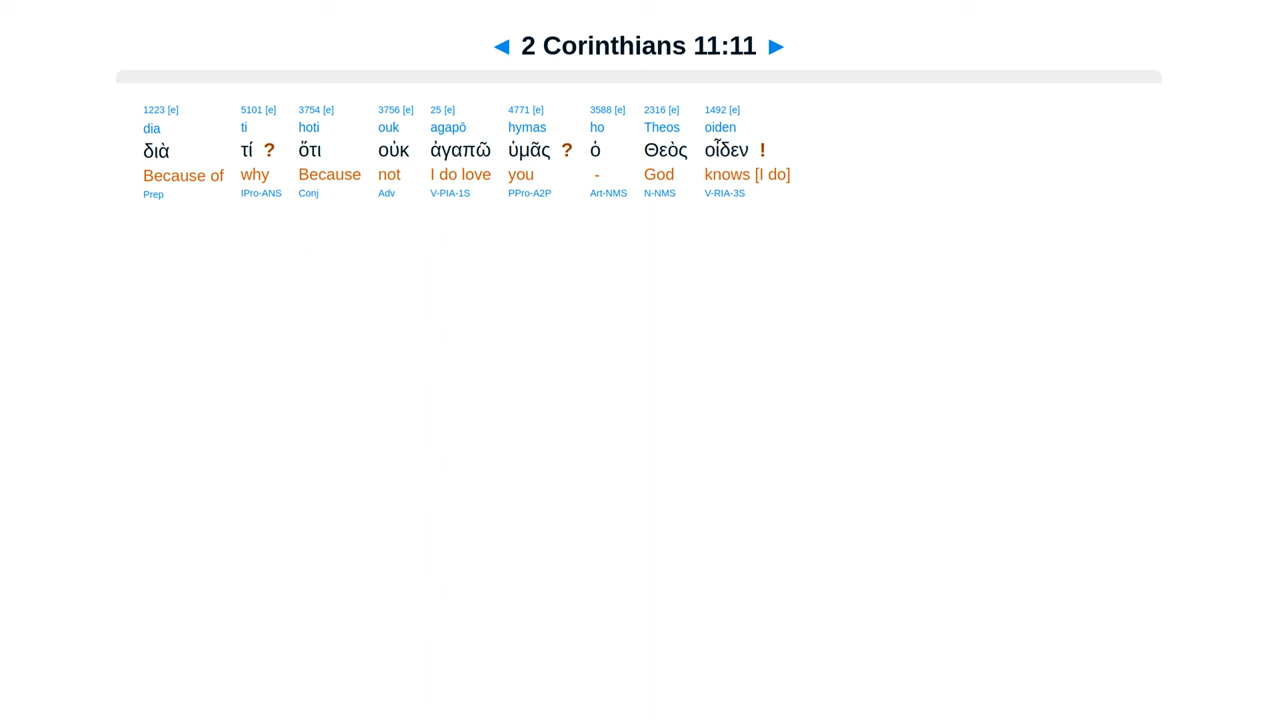 ◄ 2 Corinthians 11:11 ►
1223 [e] 5101 [e] 3754 [e] 3756 [e] 25 [e] 4771 [e] 3588 [e] 2316 [e] 1492 [e]
dia ti hoti ouk agapō hymas ho Theos oiden
διὰ τί ? ὅτι οὐκ ἀγαπῶ ὑμᾶς ? ὁ Θεὸς οἶδεν !
Because of why Because not I do love you - God knows [I do]
Prep IPro-ANS Conj Adv V-PIA-1S PPro-A2P Art-NMS N-NMS V-RIA-3S